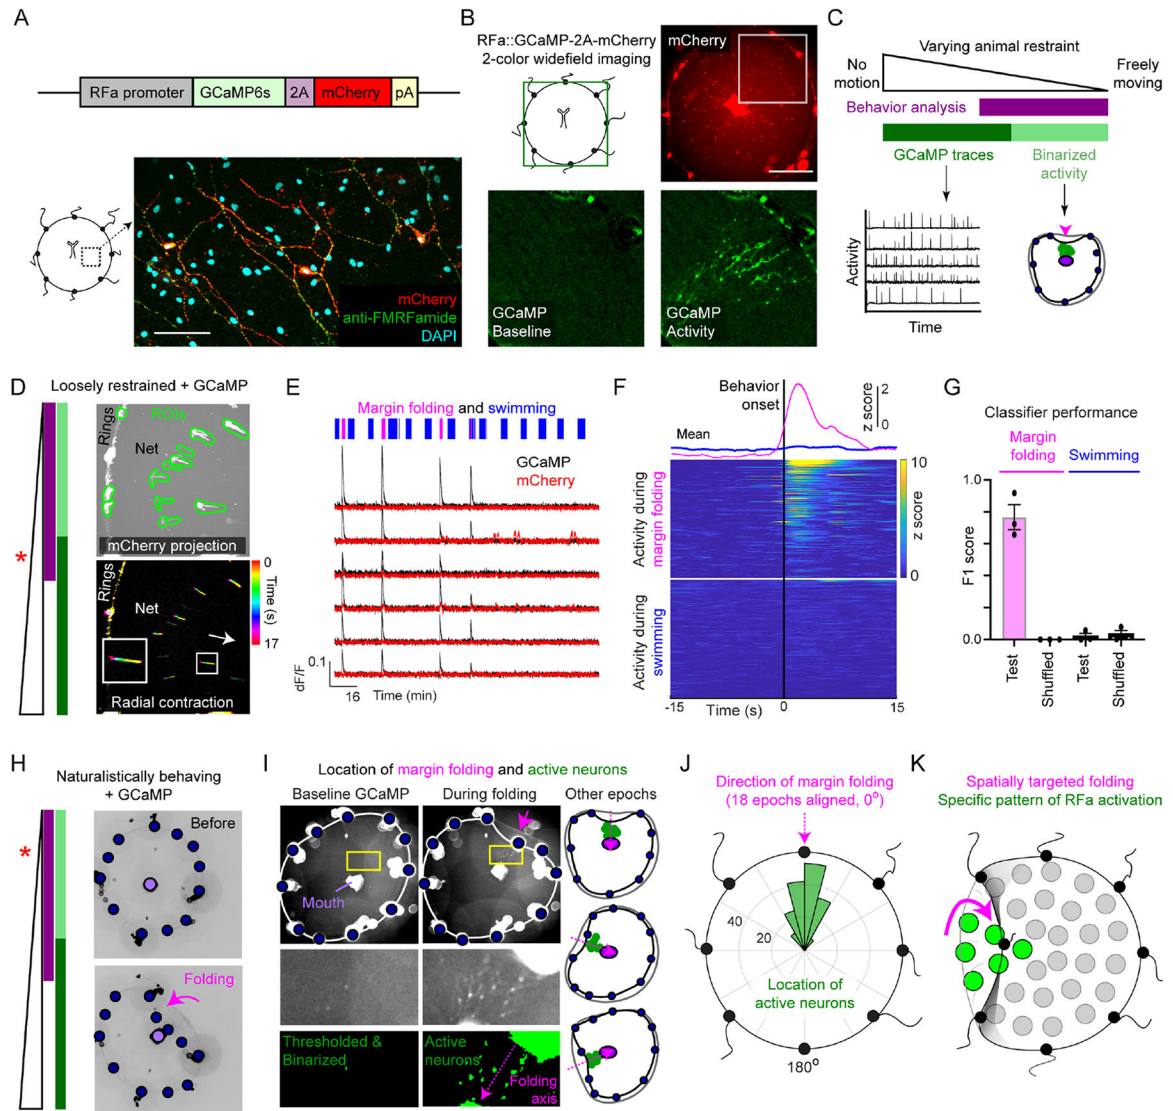 A
RFa promoter
GCaMP6s
2A
mCherry
pA
mCherry
anti-FMRFamide
DAPI
B
RFa::GCaMP-2A-mCherry
2-color widefield imaging
mCherry
GCaMP
Baseline
GCaMP
Activity
C
Varying animal restraint
No
motion
Freely
moving
Behavior analysis
GCaMP traces
Binarized
activity
Activity
Time
D
Loosely restrained + GCaMP
Rings
ROIs
Net
mCherry projection
*
Rings
Net
Radial contraction
0
Time (s)
17
E
Margin folding and swimming
GCaMP
mCherry
0.1
dF/F
16
Time (min)
F
Behavior
onset
2
0
z score
Mean
Activity during
margin folding
Activity during
swimming
10
z score
0
-15
Time (s)
0
15
G
Classifier performance
Margin
folding
Swimming
1.0
F1 score
0.0
Test
Shuffled
Test
Shuffled
H
Naturalistically behaving
+ GCaMP
*
Before
Folding
I
Location of margin folding and active neurons
Baseline GCaMP
During folding
Other epochs
Mouth
Thresholded &
Binarized
Active
neurons
Folding
axis
J
Direction of margin folding
(18 epochs aligned, 0°)
40
20
Location of
active neurons
180°
K
Spatially targeted folding
Specific pattern of RFa activation